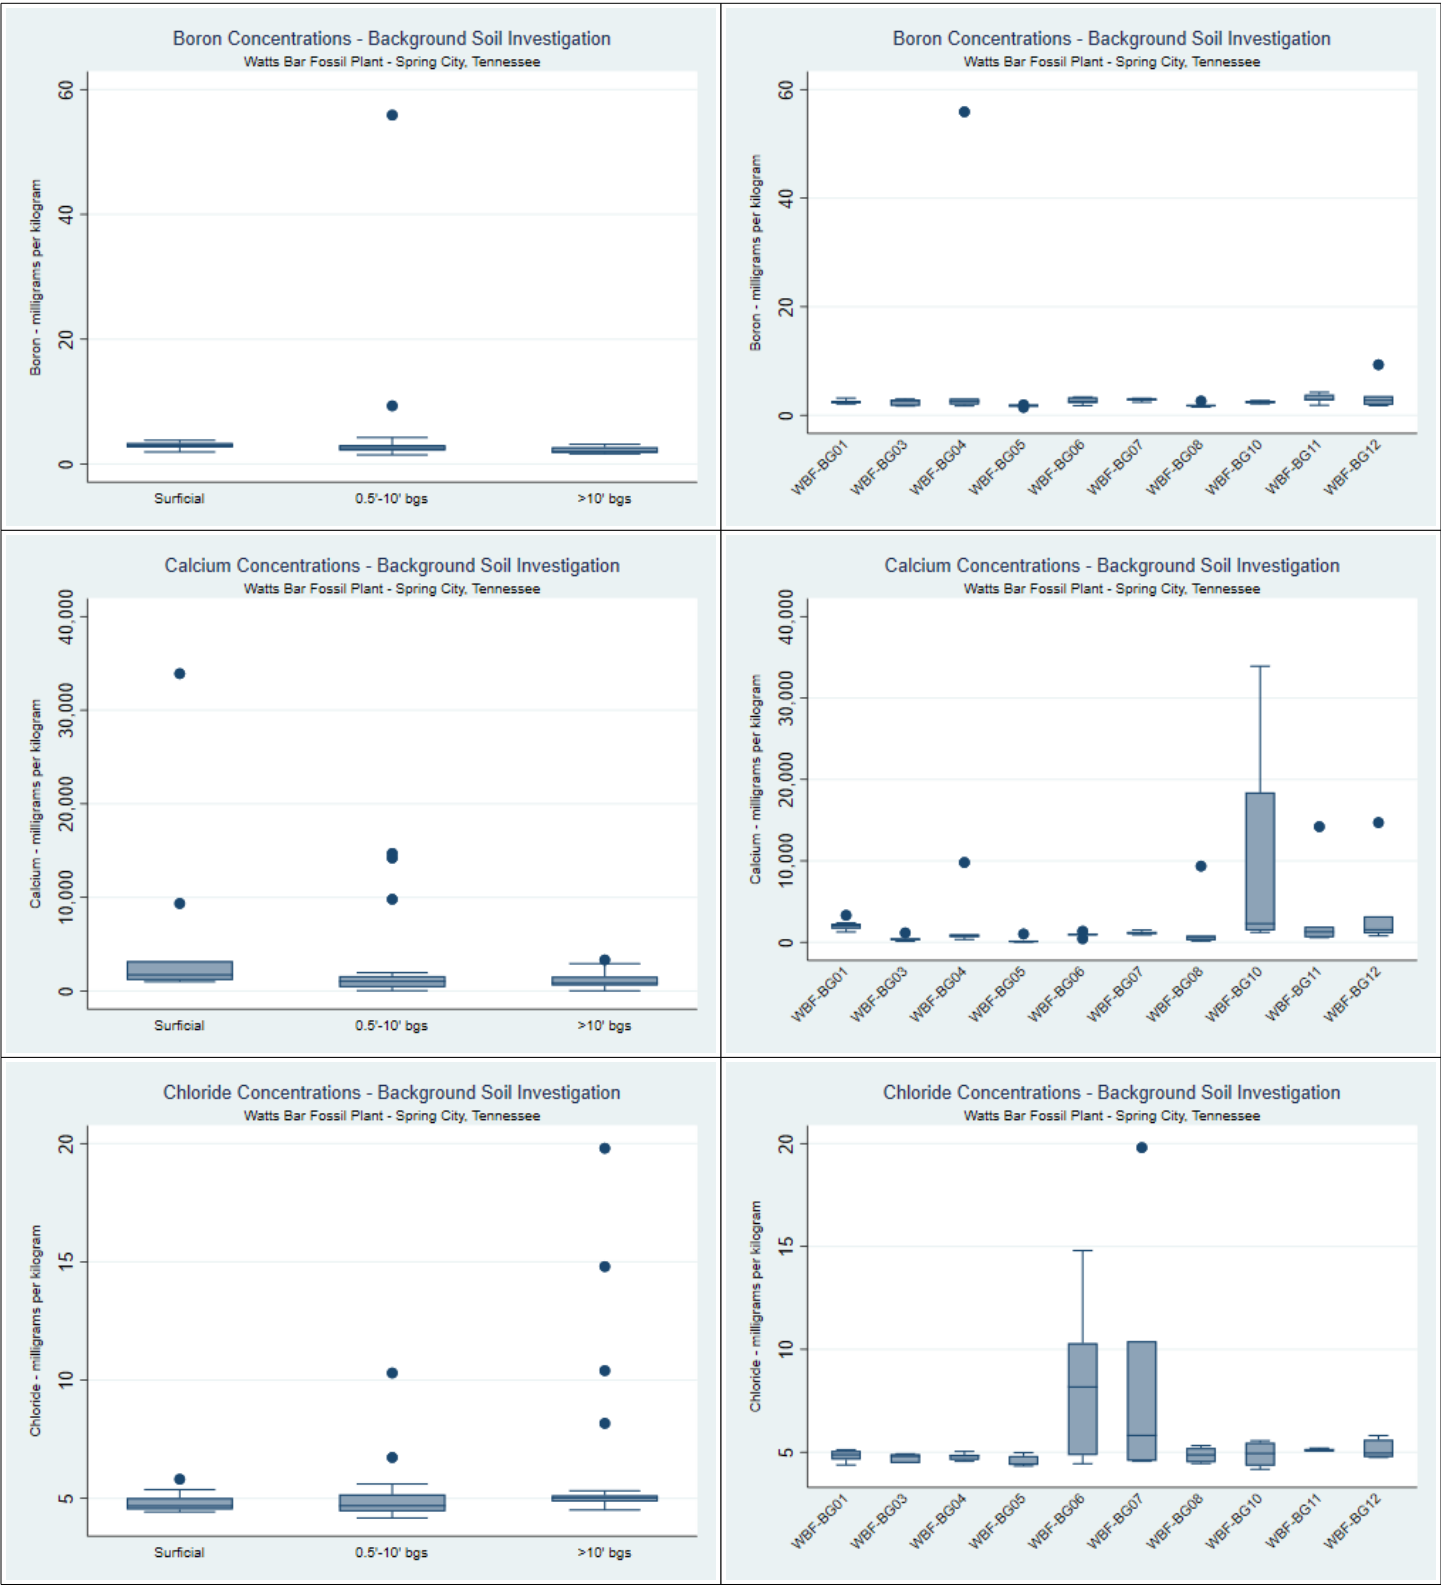 Boron Concentrations - Background Soil Investigation
Watts Bar Fossil Plant - Spring City, Tennessee
Boron - milligrams per kilogram
60
40
20
0
Surficial
0.5'-10' bgs
>10' bgs
Boron Concentrations - Background Soil Investigation
Watts Bar Fossil Plant - Spring City, Tennessee
Boron - milligrams per kilogram
60
40
20
0
WBF-BG01
WBF-BG03
WBF-BG04
WBF-BG05
WBF-BG06
WBF-BG07
WBF-BG08
WBF-BG10
WBF-BG11
WBF-BG12
Calcium Concentrations - Background Soil Investigation
Watts Bar Fossil Plant - Spring City, Tennessee
Calcium - milligrams per kilogram
40,000
30,000
20,000
10,000
0
Surficial
0.5'-10' bgs
>10' bgs
Calcium Concentrations - Background Soil Investigation
Watts Bar Fossil Plant - Spring City, Tennessee
Calcium - milligrams per kilogram
40,000
30,000
20,000
10,000
0
WBF-BG01
WBF-BG03
WBF-BG04
WBF-BG05
WBF-BG06
WBF-BG07
WBF-BG08
WBF-BG10
WBF-BG11
WBF-BG12
Chloride Concentrations - Background Soil Investigation
Watts Bar Fossil Plant - Spring City, Tennessee
Chloride - milligrams per kilogram
20
15
10
5
Surficial
0.5'-10' bgs
>10' bgs
Chloride Concentrations - Background Soil Investigation
Watts Bar Fossil Plant - Spring City, Tennessee
Chloride - milligrams per kilogram
20
15
10
5
WBF-BG01
WBF-BG03
WBF-BG04
WBF-BG05
WBF-BG06
WBF-BG07
WBF-BG08
WBF-BG10
WBF-BG11
WBF-BG12